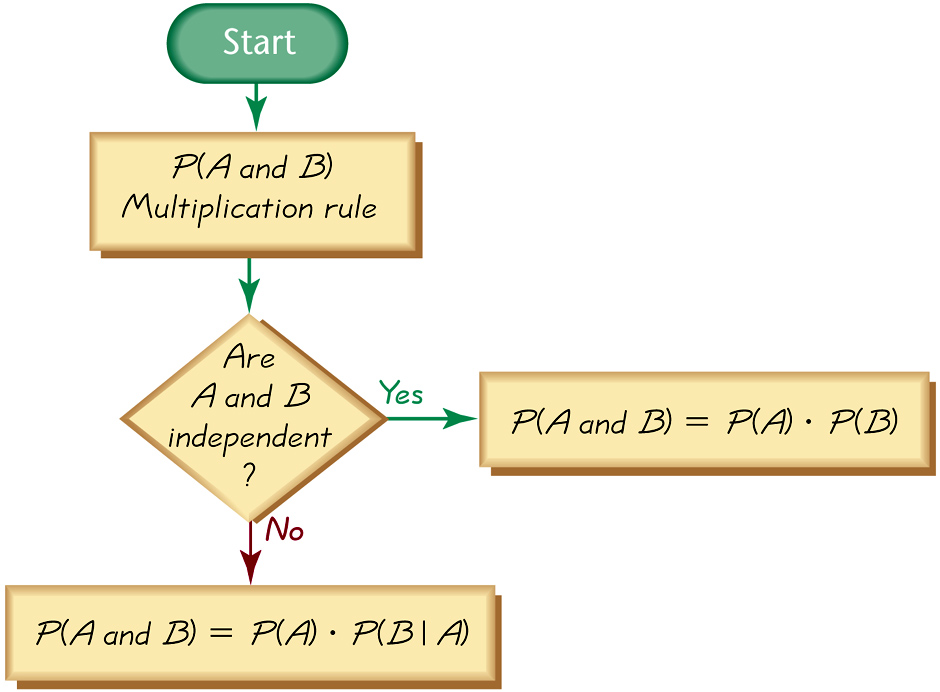 Start
P(A and B)
Multiplication rule
Are
A and B
independent
?
Yes
P(A and B) = P(A) · P(B)
No
P(A and B) = P(A) · P(B | A)